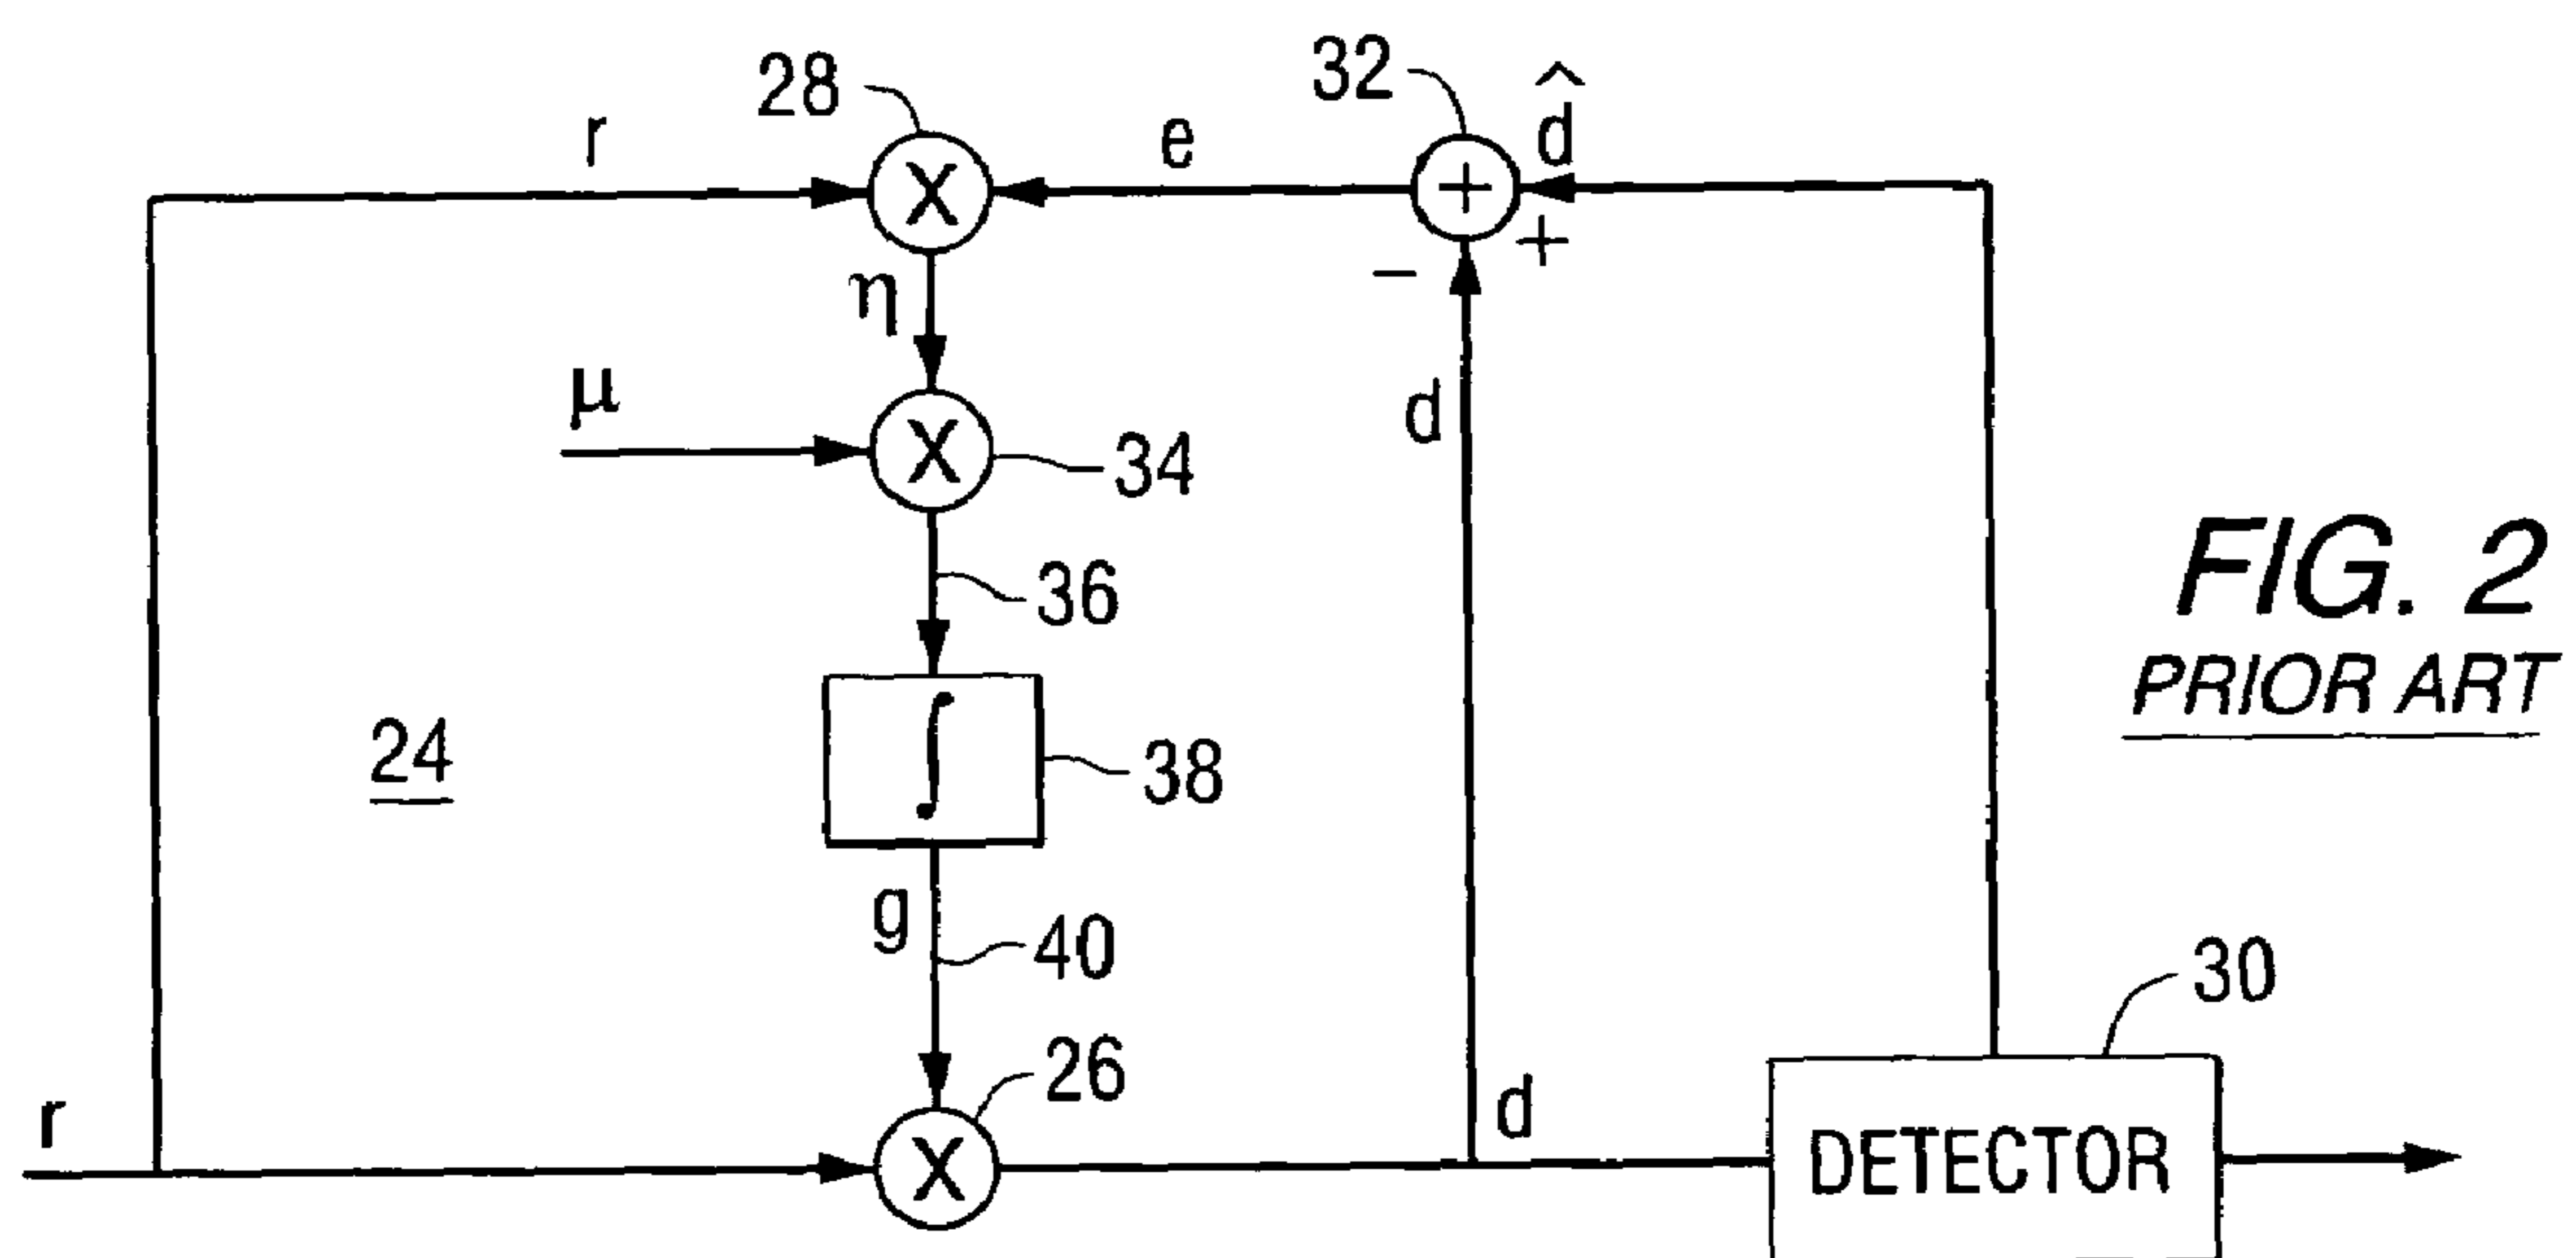 28
32
d̂
r
X
e
+
+
−
η
μ
X
34
d
36
FIG. 2
PRIOR ART
24
∫
38
g
40
30
26
r
X
d
DETECTOR